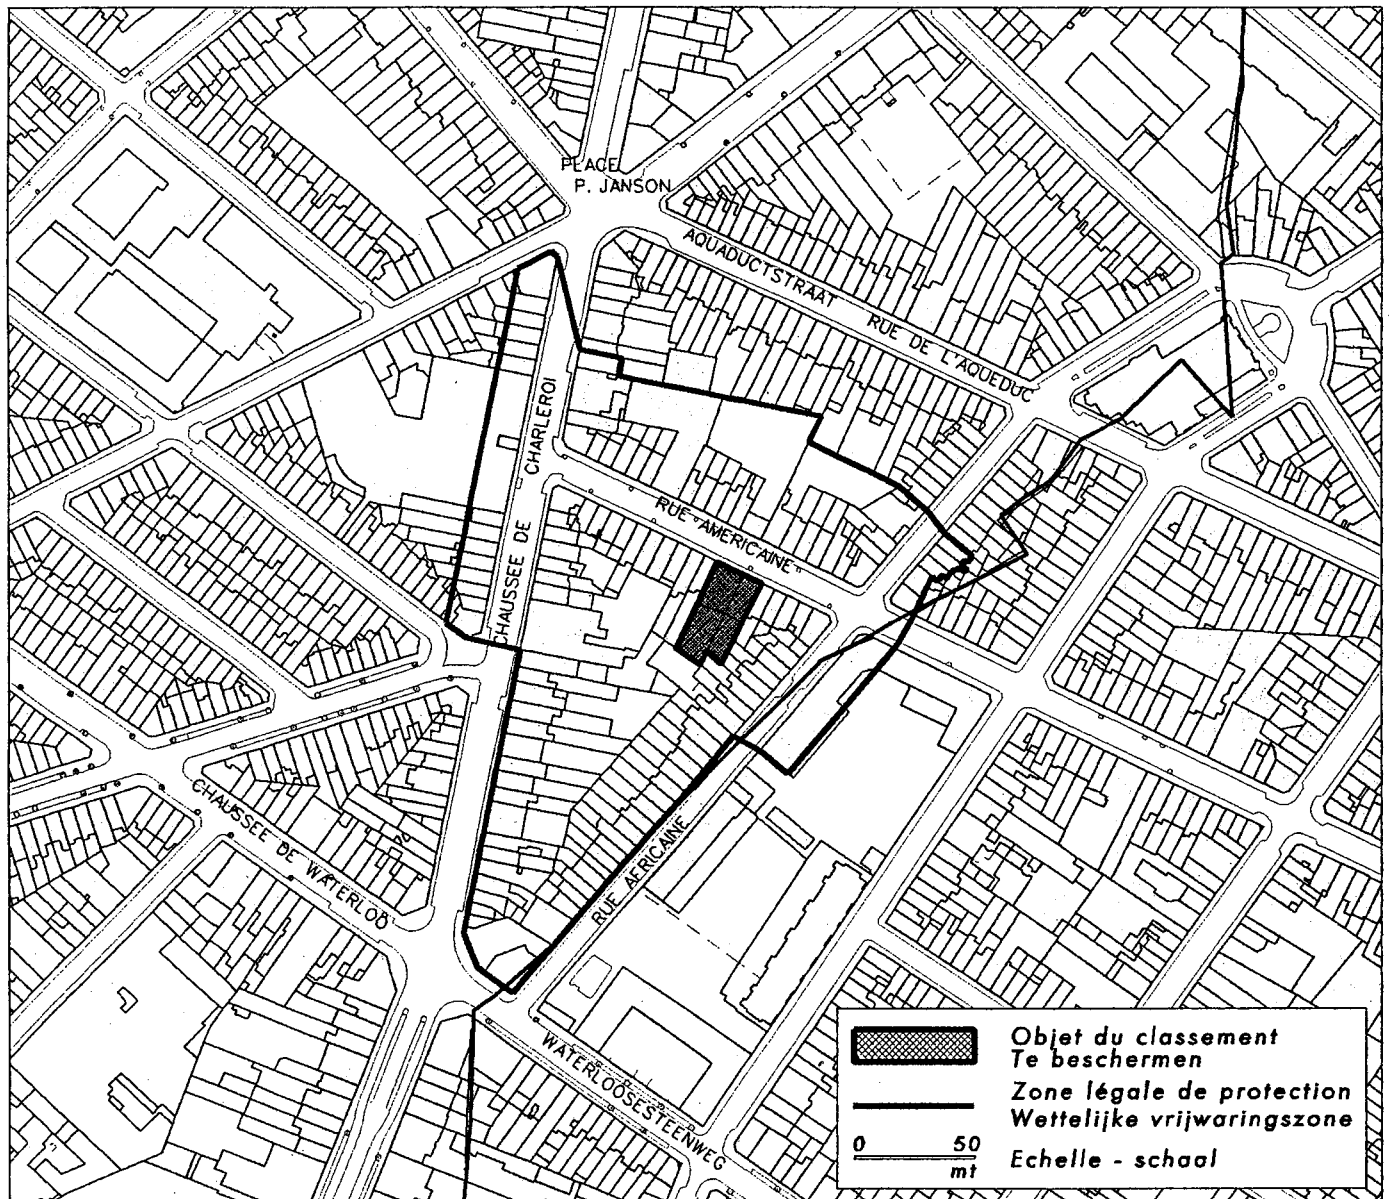 PLACE
P. JANSON
AQUADUCTSTRAAT RUE DE L'AQUEDUC
CHAUSSEE DE CHARLEROI
RUE AMERICAINE
CHAUSSEE DE WATERLOO
RUE AFRICAINE
WATERLOOSESTEENWEG
Objet du classement
Te beschermen
Zone légale de protection
Wettelijke vrijwaringszone
0 50
mt
Echelle - schaal